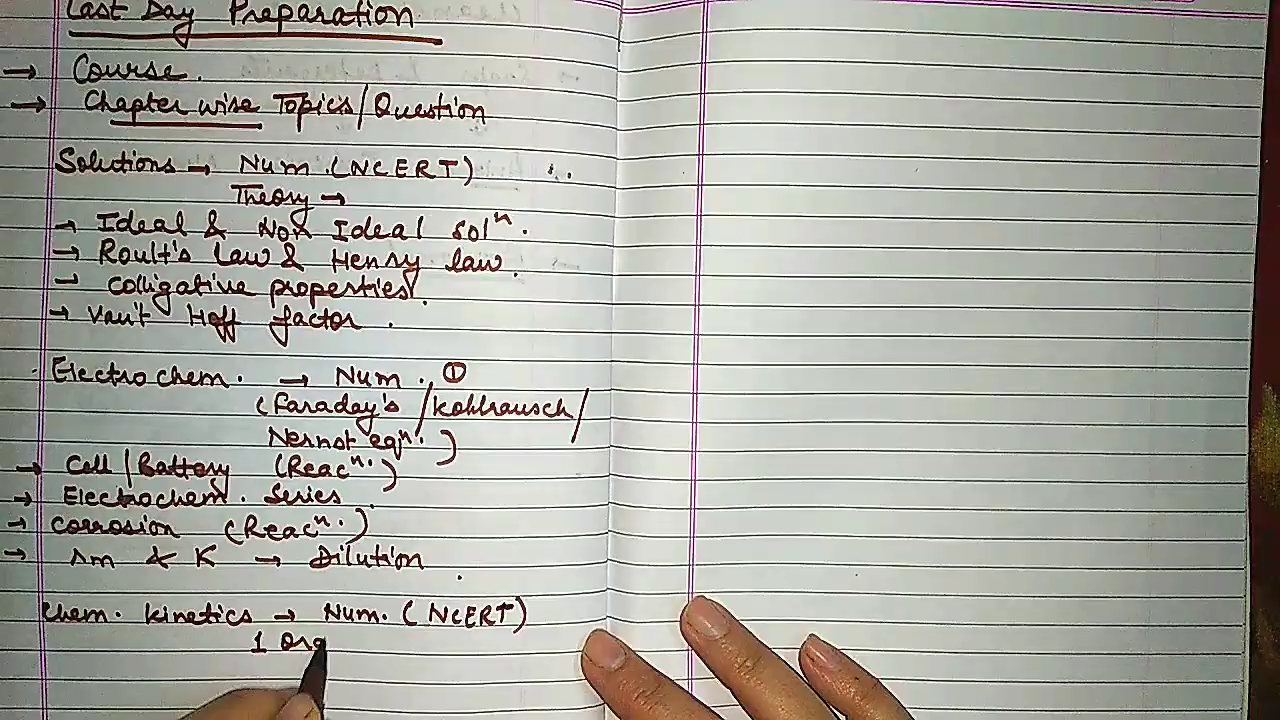 Last Day Preparation
→ Course.
→ Chapter wise Topics/Question
Solutions → Num. (NCERT)
Theory →
→ Ideal & Non Ideal solⁿ.
→ Roult's Law & Henry law.
→ Colligative properties.
→ Van't Hoff factor.
Electrochem. → Num. ①
(Faraday's / Kohlrausch/
Nernst eqⁿ.)
→ Cell/Battery (Reacⁿ.)
→ Electrochem. Series
→ Corrosion (Reacⁿ.)
→ Λm & K → Dilution
Chem. kinetics → Num. (NCERT)
1 Org